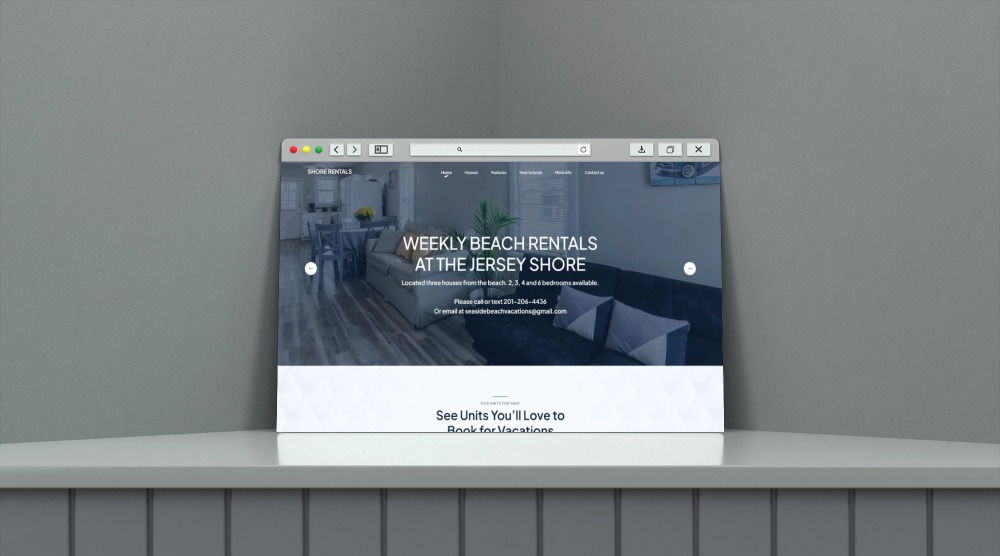 SHORE RENTALS
Home Houses Features How to book More Info Contact us
WEEKLY BEACH RENTALS
AT THE JERSEY SHORE
Located three houses from the beach. 2, 3, 4 and 6 bedrooms available.
Please call or text 201-206-4436
Or email at seasidebeachvacations@gmail.com
OUR UNITS FOR RENT
See Units You'll Love to
Book for Vacations